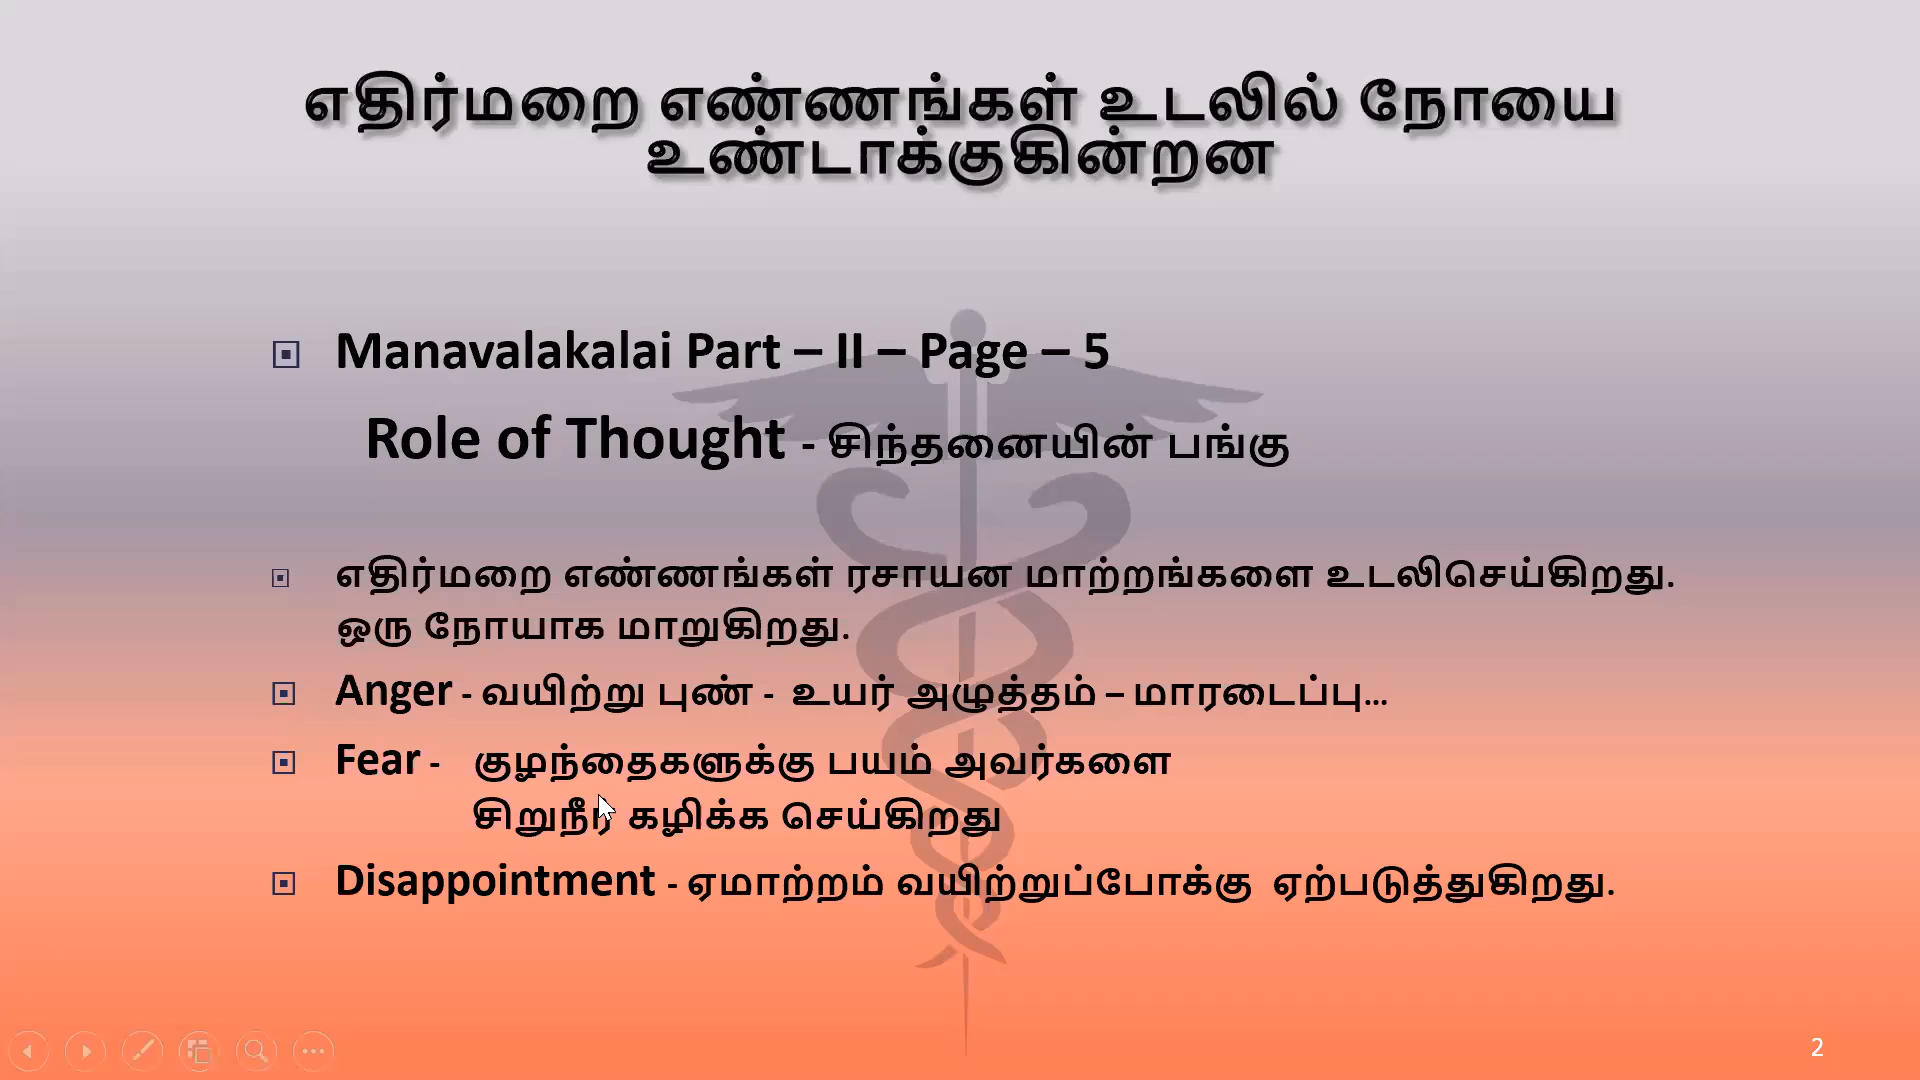 எதிர்மறை எண்ணங்கள் உடலில் நோயை
உண்டாக்குகின்றன
Manavalakalai Part – II – Page – 5
Role of Thought - சிந்தனையின் பங்கு
எதிர்மறை எண்ணங்கள் ரசாயன மாற்றங்களை உடலிசெய்கிறது.
ஒரு நோயாக மாறுகிறது.
Anger - வயிற்று புண் - உயர் அழுத்தம் – மாரடைப்பு...
Fear - குழந்தைகளுக்கு பயம் அவர்களை
சிறுநீர் கழிக்க செய்கிறது
Disappointment - ஏமாற்றம் வயிற்றுப்போக்கு ஏற்படுத்துகிறது.
2